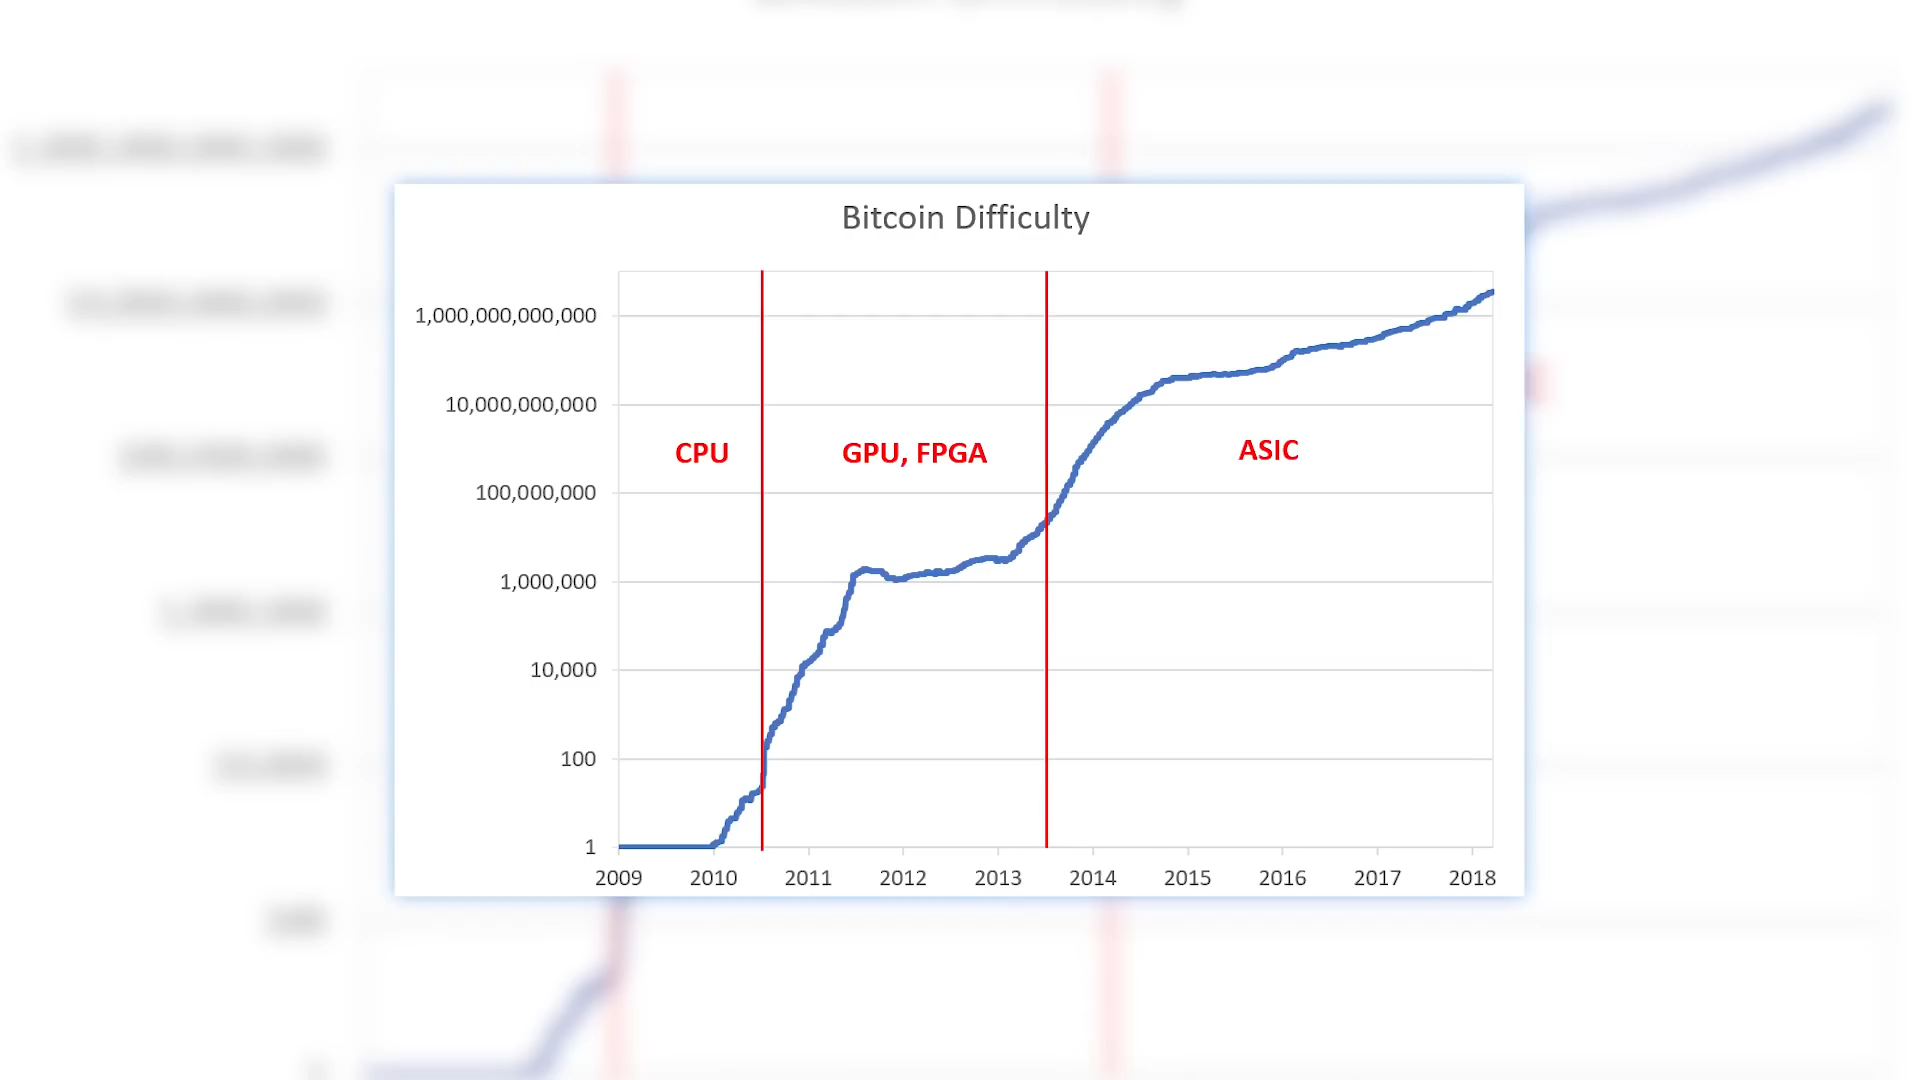 Bitcoin Difficulty
1,000,000,000,000
10,000,000,000
100,000,000
1,000,000
10,000
100
1
CPU
GPU, FPGA
ASIC
2009 2010 2011 2012 2013 2014 2015 2016 2017 2018